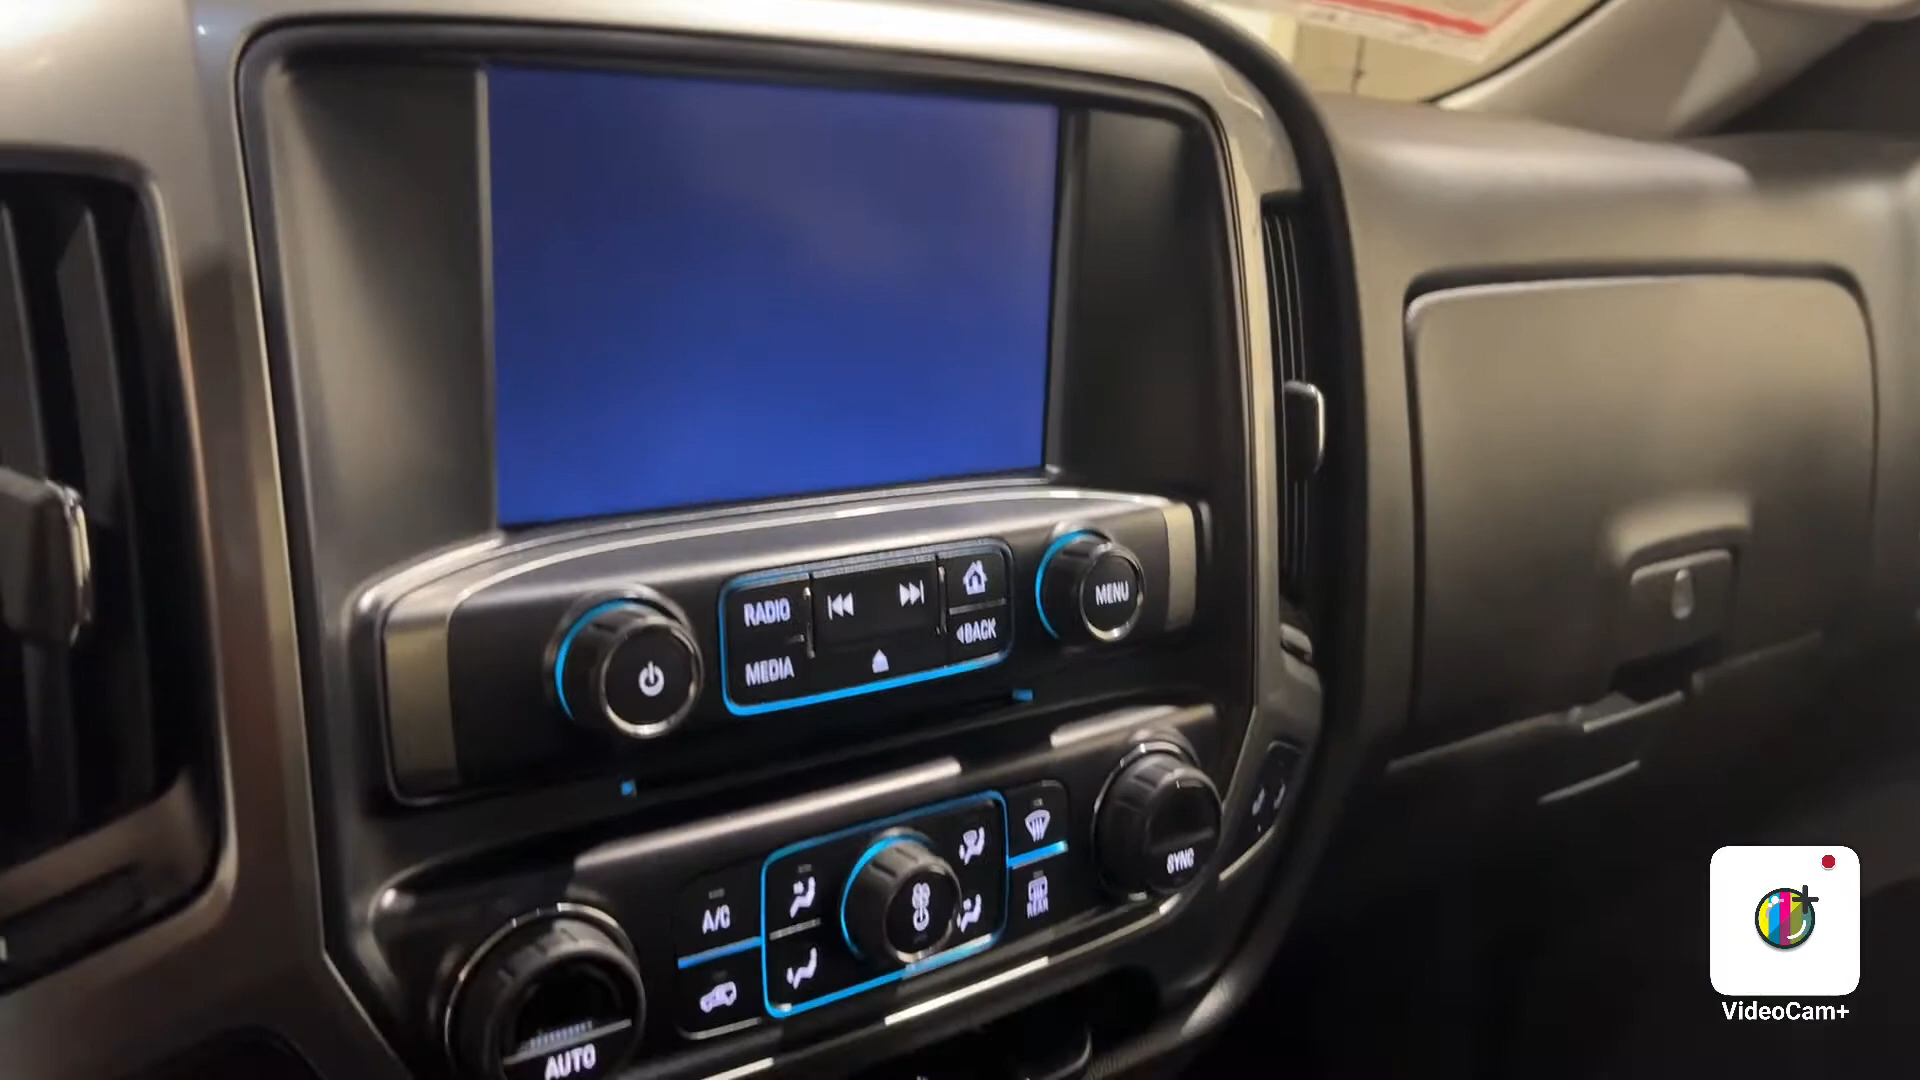 RADIO
MEDIA
BACK
MENU
A/C
REAR
SYNC
AUTO
VideoCam+